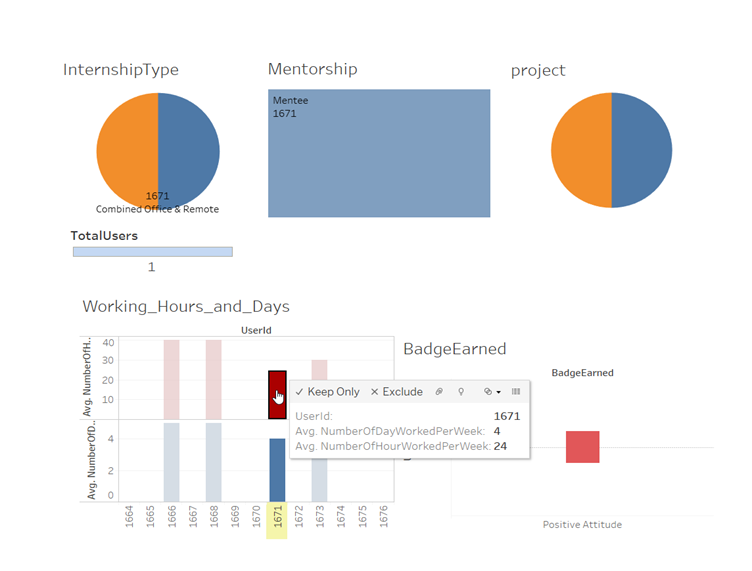 InternshipType
Mentorship
project
Mentee
1671
1671
Combined Office & Remote
TotalUsers
1
Working_Hours_and_Days
UserId
Avg. NumberOfH..
40
30
20
10
Avg. NumberOfD..
4
2
0
1664
1665
1666
1667
1668
1669
1670
1671
1672
1673
1674
1675
1676
Keep Only
Exclude
UserId: 1671
Avg. NumberOfDayWorkedPerWeek: 4
Avg. NumberOfHourWorkedPerWeek: 24
BadgeEarned
BadgeEarned
Positive Attitude